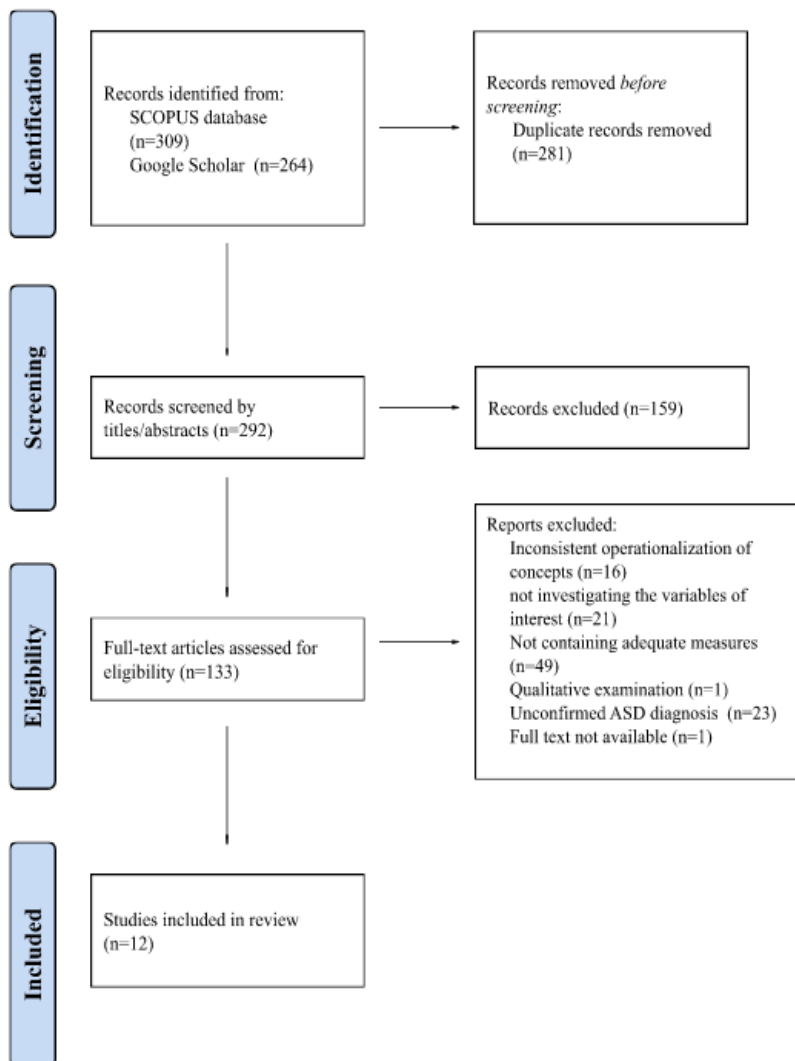 Identification
Records identified from:
SCOPUS database
(n=309)
Google Scholar (n=264)
Records removed before
screening:
Duplicate records removed
(n=281)
Screening
Records screened by
titles/abstracts (n=292)
Records excluded (n=159)
Eligibility
Full-text articles assessed for
eligibility (n=133)
Reports excluded:
Inconsistent operationalization of
concepts (n=16)
not investigating the variables of
interest (n=21)
Not containing adequate measures
(n=49)
Qualitative examination (n=1)
Unconfirmed ASD diagnosis (n=23)
Full text not available (n=1)
Included
Studies included in review
(n=12)